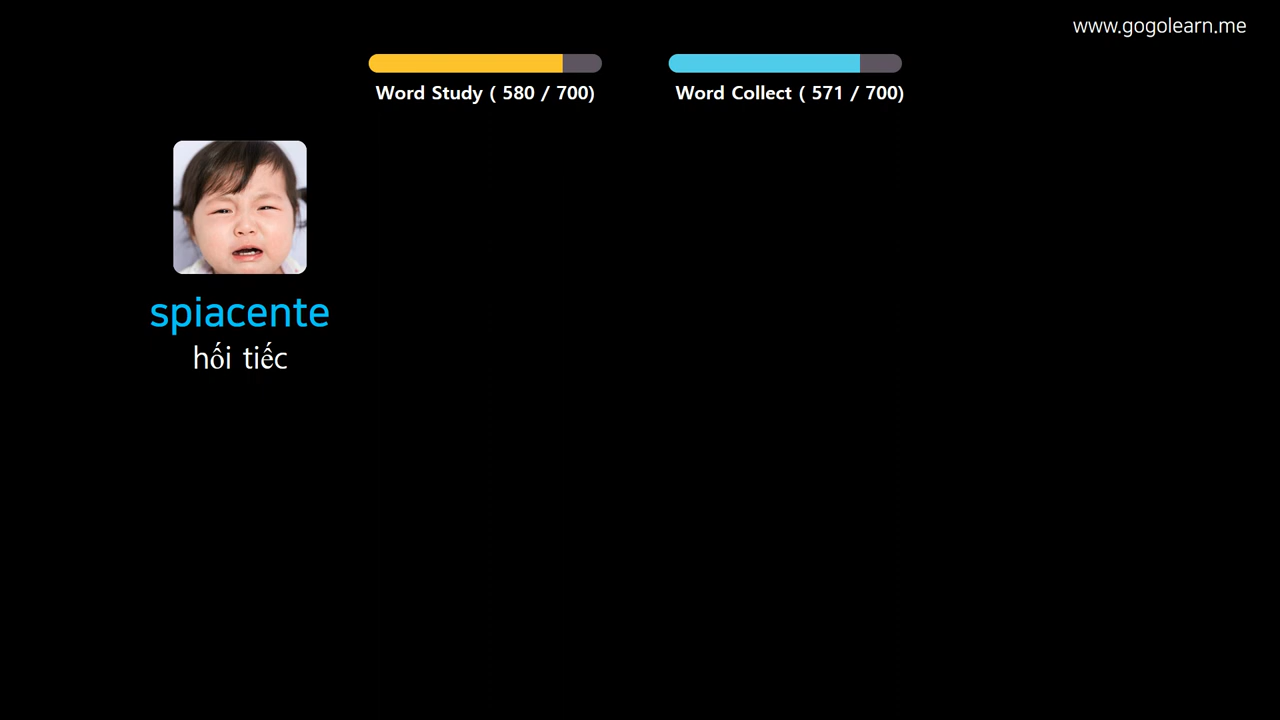 www.gogolearn.me
Word Study ( 580 / 700)
Word Collect ( 571 / 700)
spiacente
hối tiếc